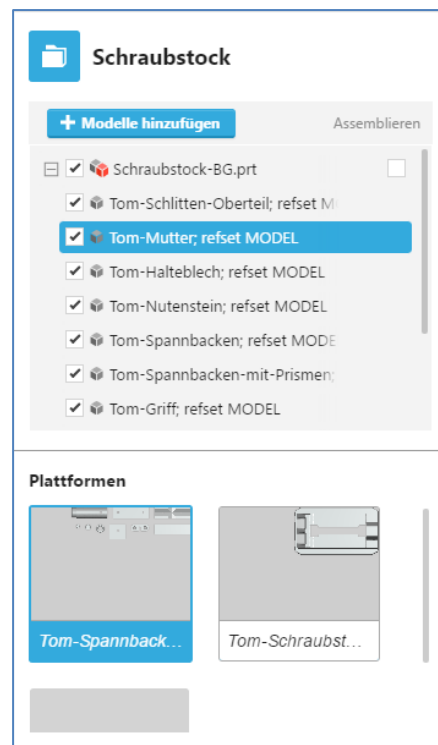 Schraubstock
+ Modelle hinzufügen Assemblieren
Schraubstock-BG.prt
Tom-Schlitten-Oberteil; refset M
Tom-Mutter; refset MODEL
Tom-Halteblech; refset MODEL
Tom-Nutenstein; refset MODEL
Tom-Spannbacken; refset MODE
Tom-Spannbacken-mit-Prismen;
Tom-Griff; refset MODEL
Plattformen
Tom-Spannback... Tom-Schraubst...